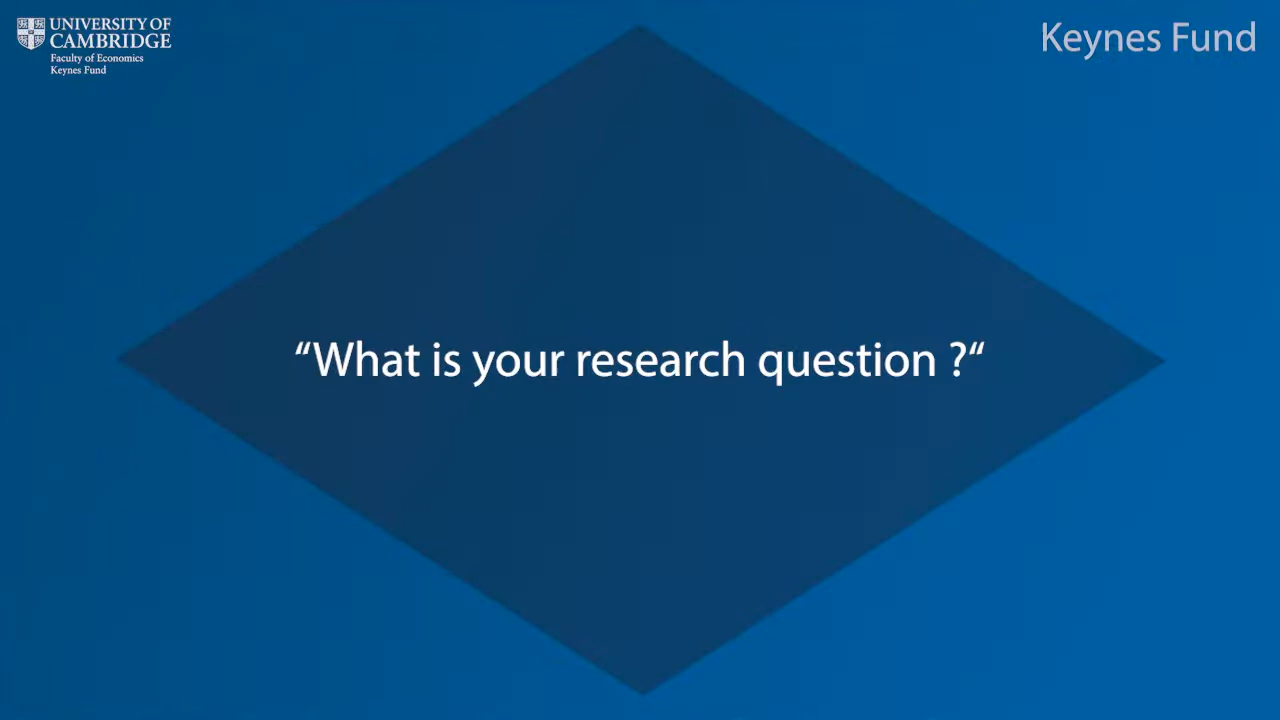 UNIVERSITY OF
CAMBRIDGE
Faculty of Economics
Keynes Fund
Keynes Fund
“What is your research question ?“